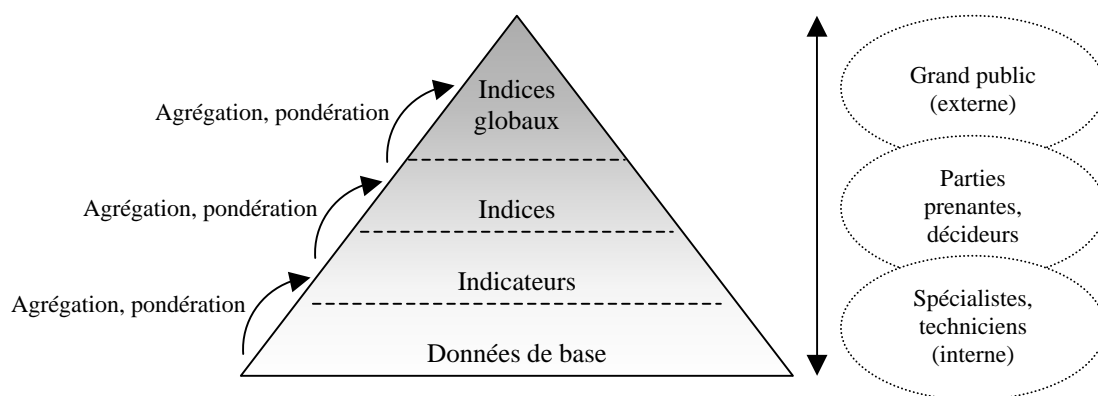 Indices
globaux
Agrégation, pondération
Agrégation, pondération
Indices
Agrégation, pondération
Indicateurs
Données de base
Grand public
(externe)
Parties
prenantes,
décideurs
Spécialistes,
techniciens
(interne)